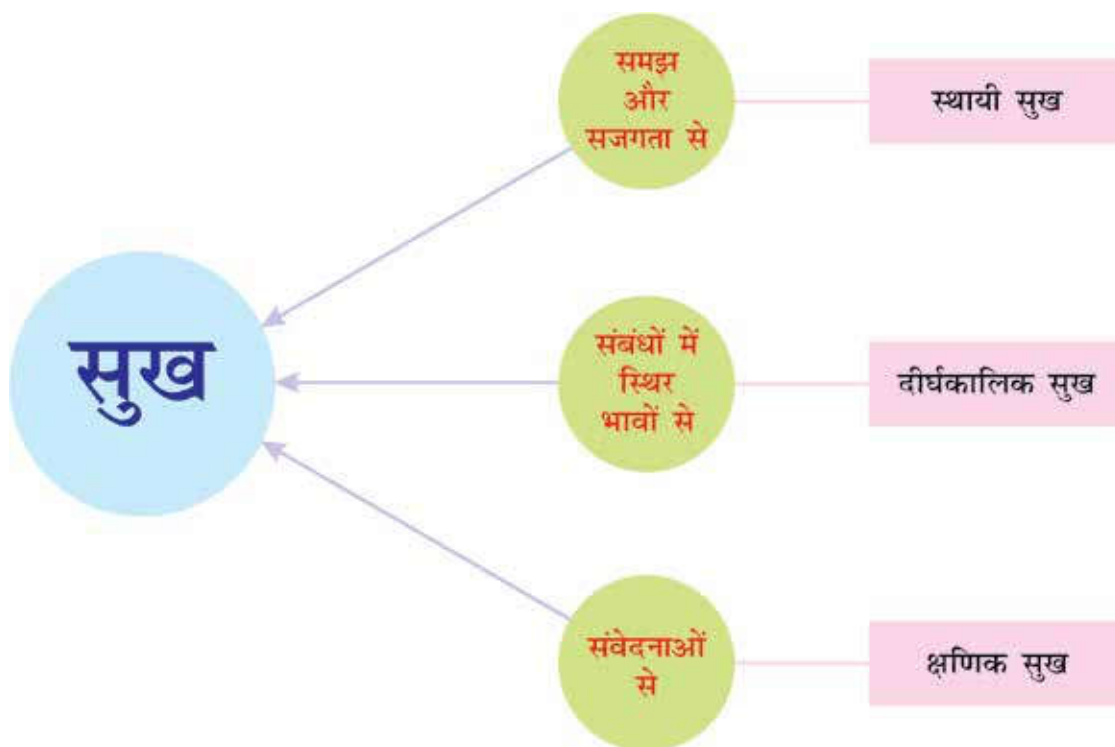 समझ
और
सजगता से
स्थायी सुख
सुख
संबंधों में
स्थिर
भावों से
दीर्घकालिक सुख
संवेदनाओं
से
क्षणिक सुख